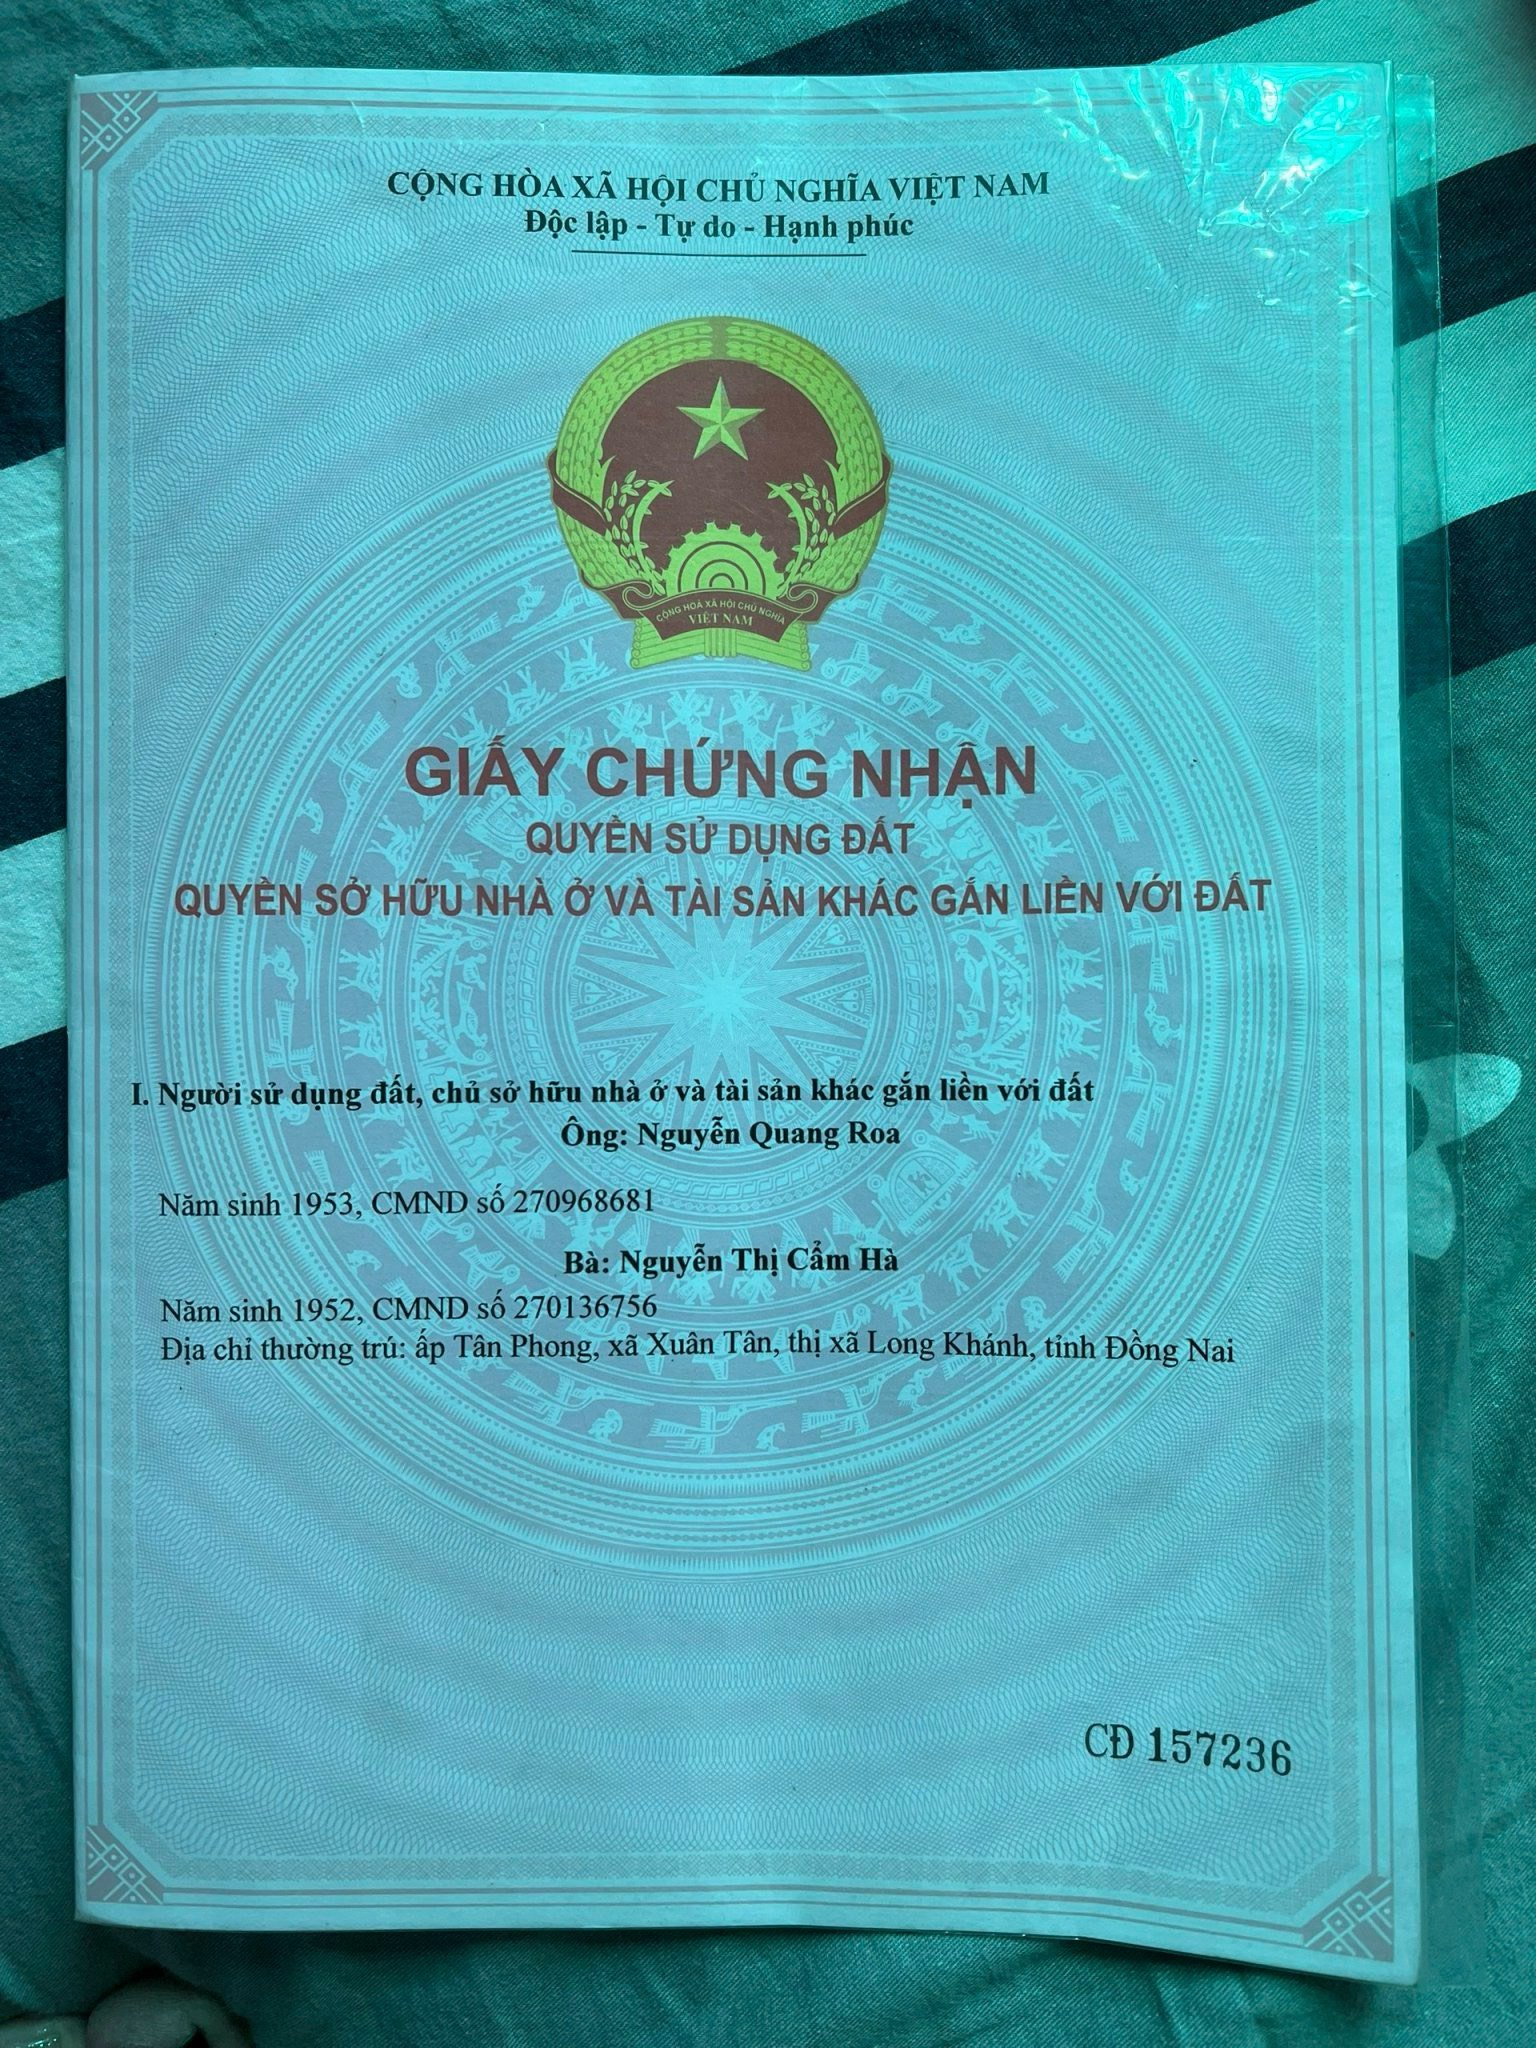 CỘNG HÒA XÃ HỘI CHỦ NGHĨA VIỆT NAM
Độc lập - Tự do - Hạnh phúc
CỘNG HOÀ XÃ HỘI CHỦ NGHĨA
VIỆT NAM
GIẤY CHỨNG NHẬN
QUYỀN SỬ DỤNG ĐẤT
QUYỀN SỞ HỮU NHÀ Ở VÀ TÀI SẢN KHÁC GẮN LIỀN VỚI ĐẤT
I. Người sử dụng đất, chủ sở hữu nhà ở và tài sản khác gắn liền với đất
Ông: Nguyễn Quang Roa
Năm sinh 1953, CMND số 270968681
Bà: Nguyễn Thị Cẩm Hà
Năm sinh 1952, CMND số 270136756
Địa chỉ thường trú: ấp Tân Phong, xã Xuân Tân, thị xã Long Khánh, tỉnh Đồng Nai
CĐ 157236